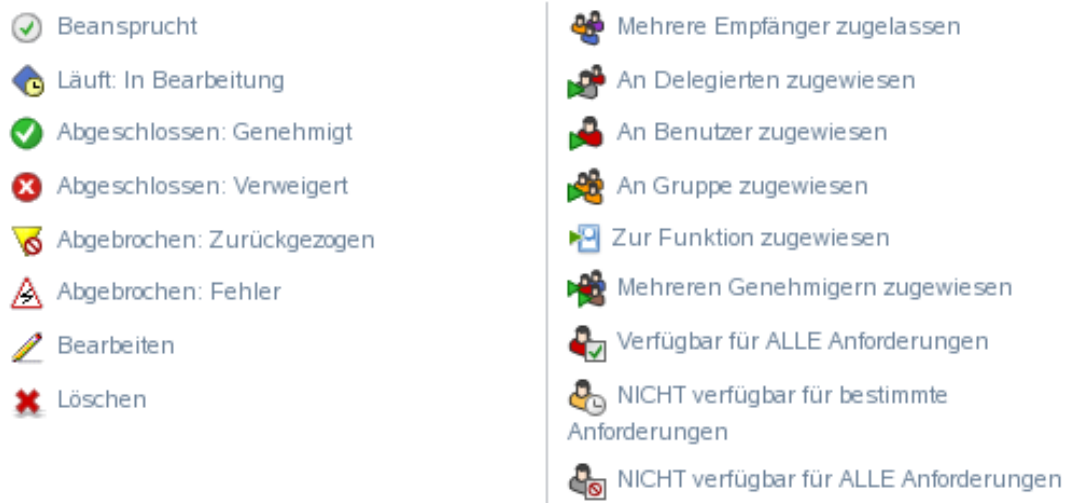 Beansprucht
Läuft: In Bearbeitung
Abgeschlossen: Genehmigt
Abgeschlossen: Verweigert
Abgebrochen: Zurückgezogen
Abgebrochen: Fehler
Bearbeiten
Löschen
Mehrere Empfänger zugelassen
An Delegierten zugewiesen
An Benutzer zugewiesen
An Gruppe zugewiesen
Zur Funktion zugewiesen
Mehreren Genehmigern zugewiesen
Verfügbar für ALLE Anforderungen
NICHT verfügbar für bestimmte
Anforderungen
NICHT verfügbar für ALLE Anforderungen